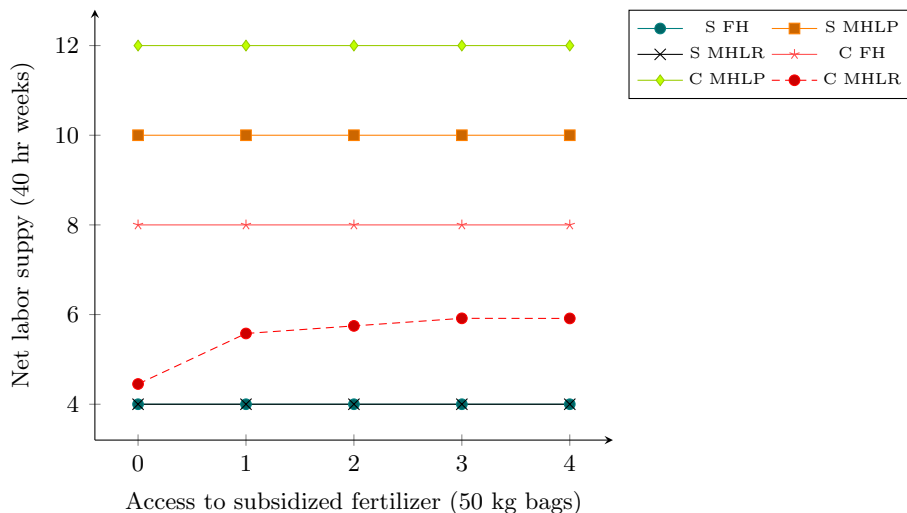 12
10
8
6
4
0 1 2 3 4
Net labor suppy (40 hr weeks)
Access to subsidized fertilizer (50 kg bags)
S FH S MHLP
S MHLR C FH
C MHLP C MHLR